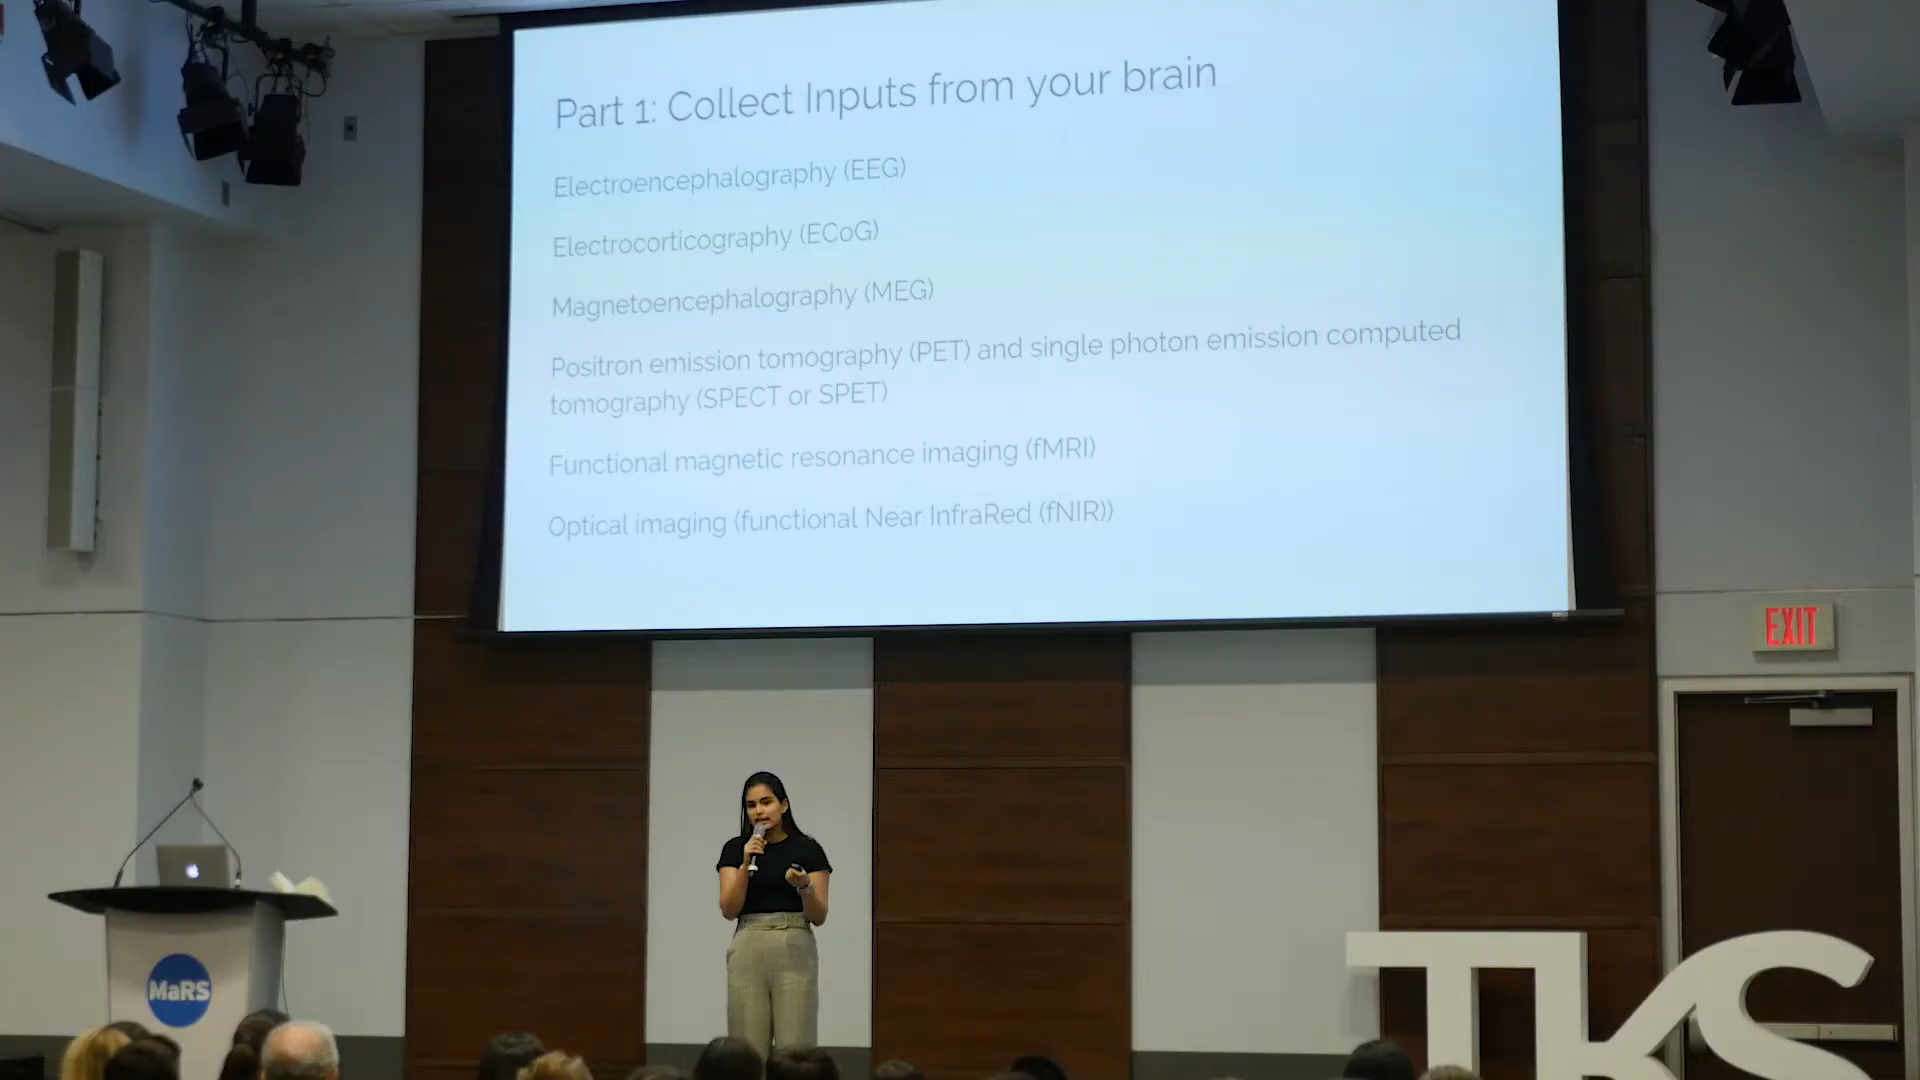 Part 1: Collect Inputs from your brain
Electroencephalography (EEG)
Electrocorticography (ECoG)
Magnetoencephalography (MEG)
Positron emission tomography (PET) and single photon emission computed
tomography (SPECT or SPET)
Functional magnetic resonance imaging (fMRI)
Optical imaging (functional Near InfraRed (fNIR))
EXIT
MaRS
TKS